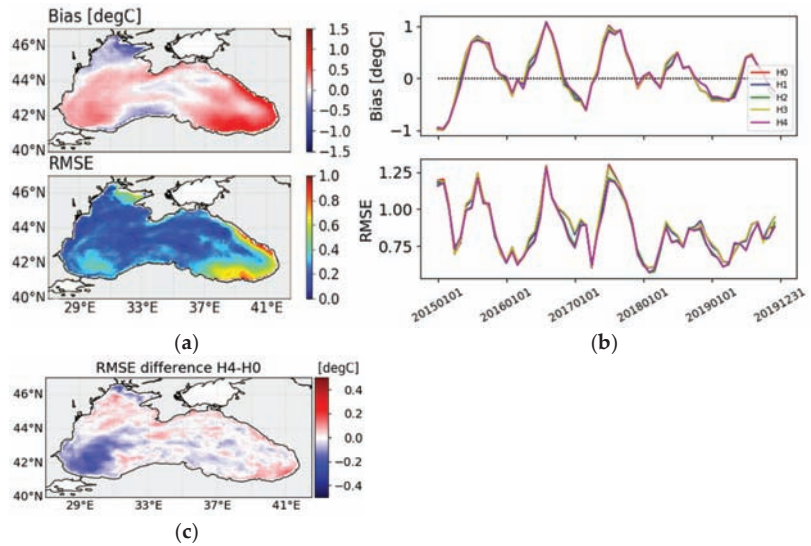 Bias [degC]
46°N
44°N
42°N
40°N
1.5
1.0
0.5
0.0
−0.5
−1.0
−1.5
RMSE
46°N
44°N
42°N
40°N
29°E
33°E
37°E
41°E
1.0
0.8
0.6
0.4
0.2
0.0
(a)
Bias [degC]
1
0
−1
H0
H1
H2
H3
H4
RMSE
1.25
1.00
0.75
20150101
20160101
20170101
20180101
20190101
20191231
(b)
RMSE difference H4-H0
[degC]
46°N
44°N
42°N
40°N
29°E
33°E
37°E
41°E
0.4
0.2
0.0
−0.2
−0.4
(c)